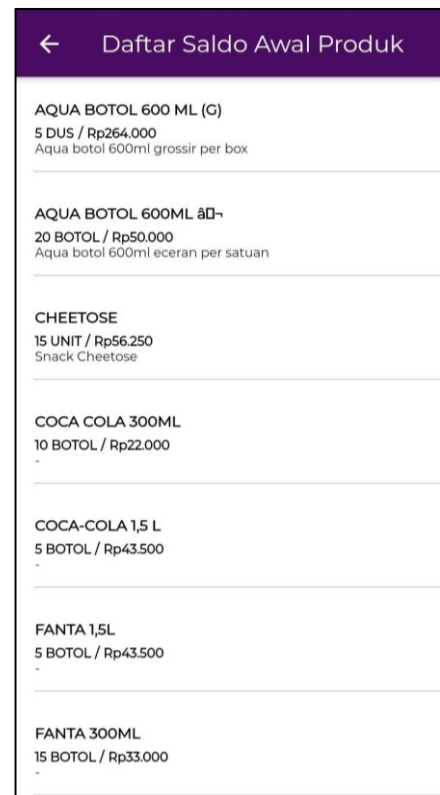 Daftar Saldo Awal Produk
AQUA BOTOL 600 ML (G)
5 DUS / Rp264.000
Aqua botol 600ml grossir per box
AQUA BOTOL 600ML â□¬
20 BOTOL / Rp50.000
Aqua botol 600ml eceran per satuan
CHEETOSE
15 UNIT / Rp56.250
Snack Cheetose
COCA COLA 300ML
10 BOTOL / Rp22.000
-
COCA-COLA 1,5 L
5 BOTOL / Rp43.500
-
FANTA 1,5L
5 BOTOL / Rp43.500
-
FANTA 300ML
15 BOTOL / Rp33.000
-